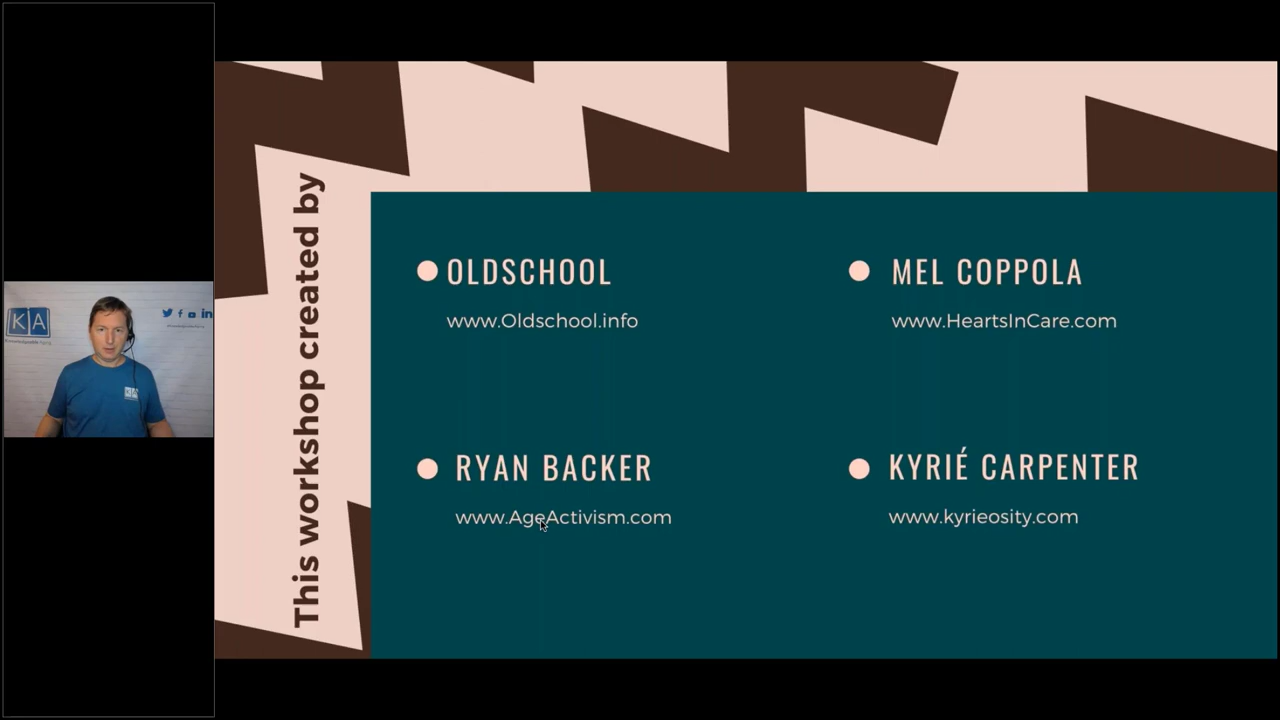 This workshop created by
OLDSCHOOL
www.Oldschool.info
MEL COPPOLA
www.HeartsInCare.com
RYAN BACKER
www.AgeActivism.com
KYRIÉ CARPENTER
www.kyrieosity.com
KA
KA